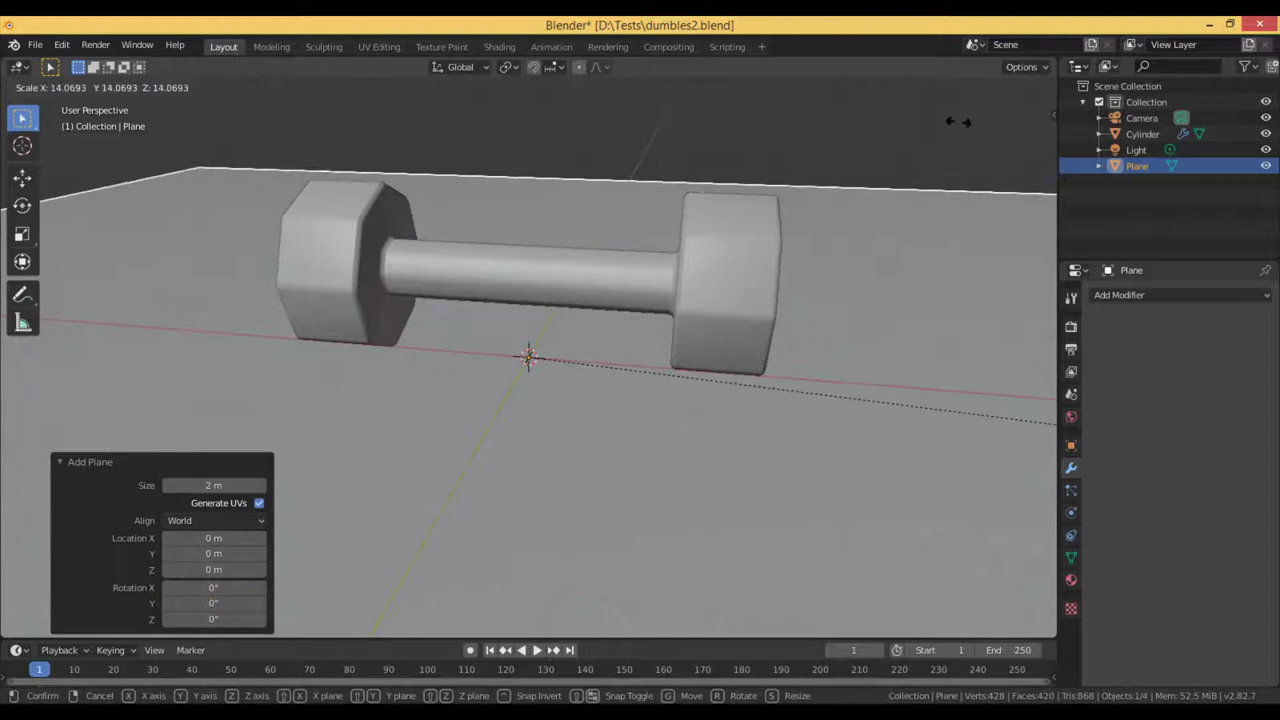 Blender* [D:\Tests\dumbles2.blend]
File Edit Render Window Help Layout Modeling Sculpting UV Editing Texture Paint Shading Animation Rendering Compositing Scripting + Scene View Layer
Global Options
Scale X: 14.0693 Y: 14.0693 Z: 14.0693
User Perspective
(1) Collection | Plane
Scene Collection
Collection
Camera
Cylinder
Light
Plane
Plane
Add Modifier
Add Plane
Size 2 m
Generate UVs
Align World
Location X 0 m
Y 0 m
Z 0 m
Rotation X 0°
Y 0°
Z 0°
Playback Keying View Marker 1 Start 1 End 250
1 10 20 30 40 50 60 70 80 90 100 110 120 130 140 150 160 170 180 190 200 210 220 230 240 250
Confirm Cancel X X axis Y Y axis Z Z axis X X plane Y Y plane Z Z plane Snap Invert Snap Toggle G Move R Rotate S Resize Collection | Plane | Verts:428 | Faces:420 | Tris:868 | Objects:1/4 | Mem: 52.5 MiB | v2.82.7